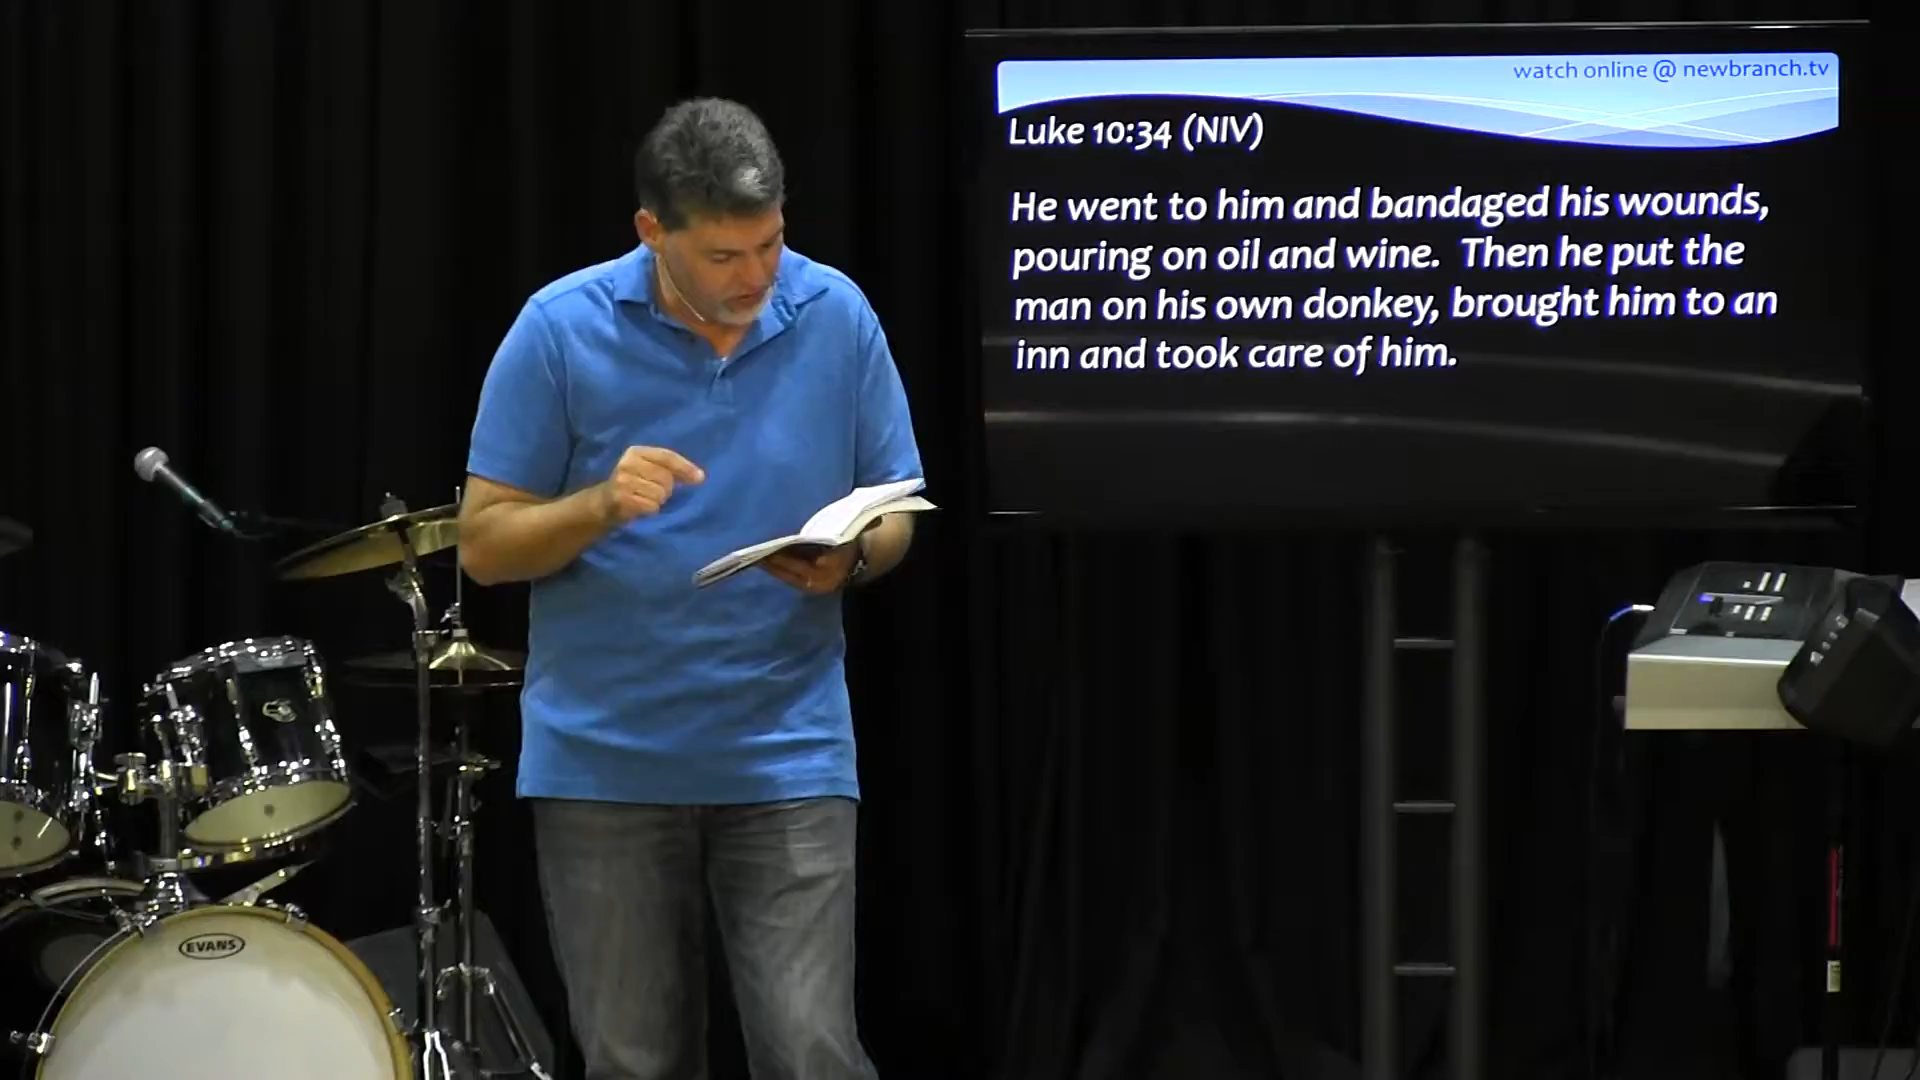 watch online @ newbranch.tv
Luke 10:34 (NIV)
He went to him and bandaged his wounds,
pouring on oil and wine.  Then he put the
man on his own donkey, brought him to an
inn and took care of him.
EVANS